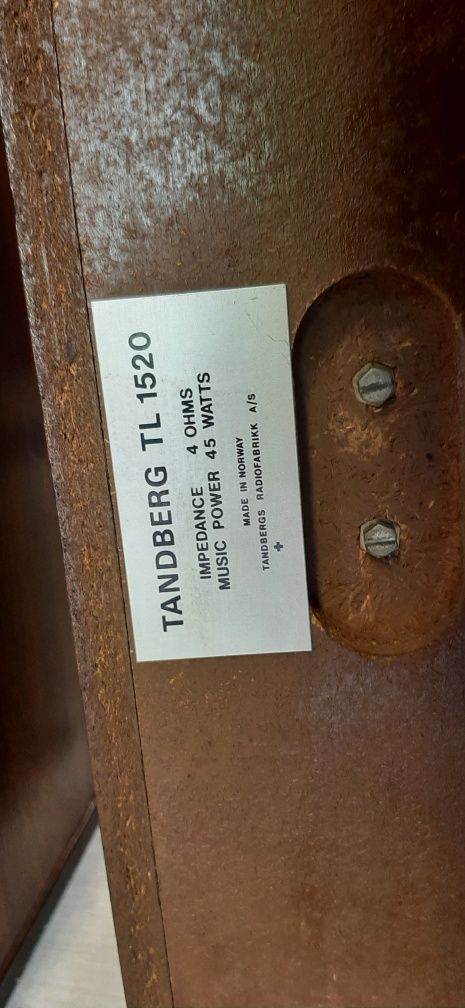 TANDBERG TL 1520
IMPEDANCE 4 OHMS
MUSIC POWER 45 WATTS
MADE IN NORWAY
TANDBERGS RADIOFABRIKK A/S